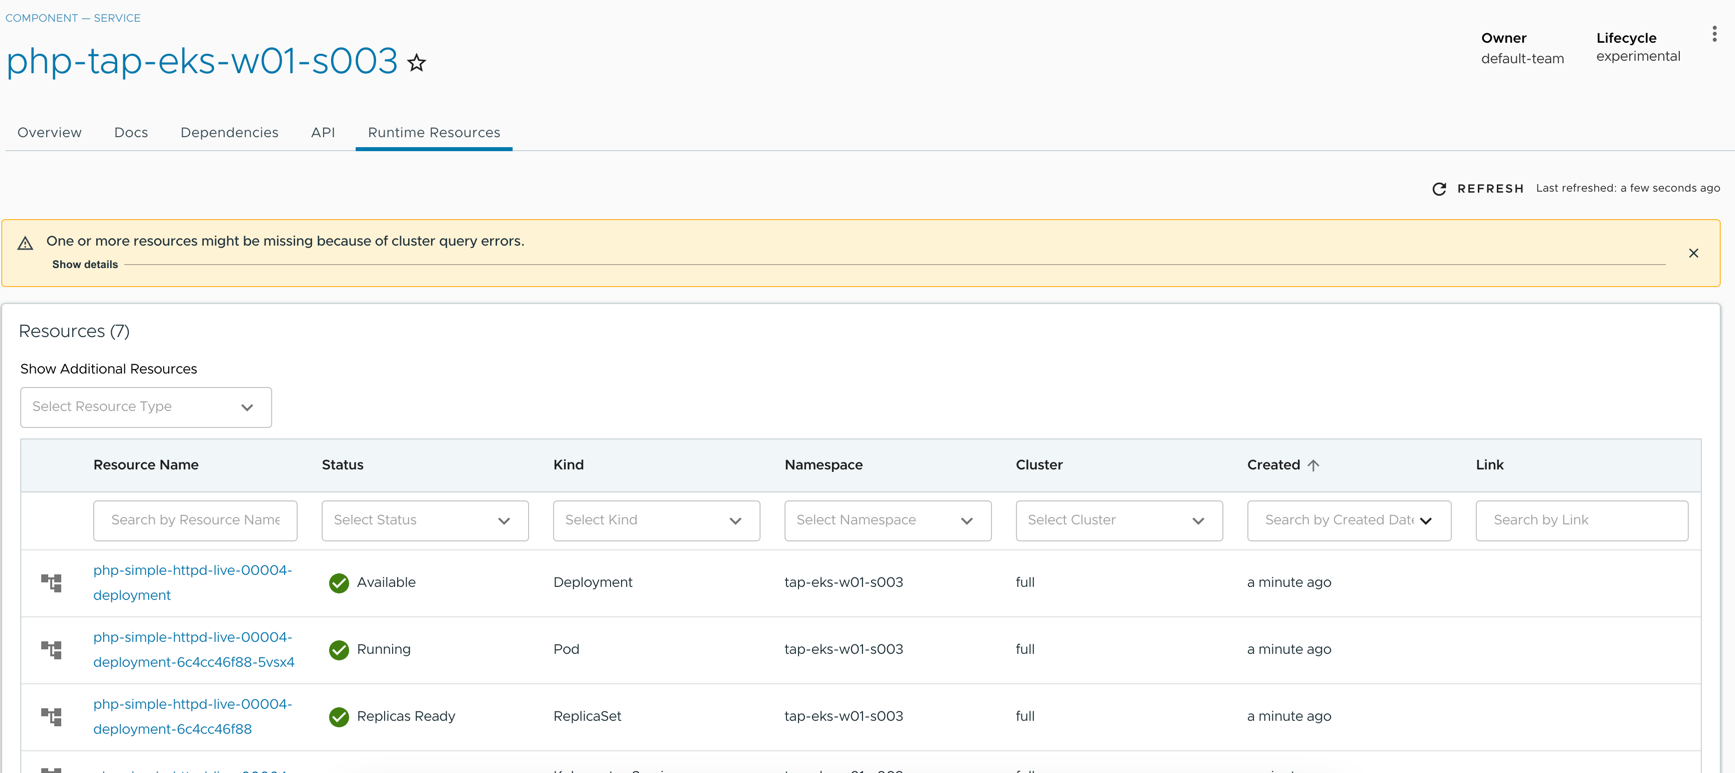 COMPONENT — SERVICE
php-tap-eks-w01-s003
Owner
default-team
Lifecycle
experimental
Overview Docs Dependencies API Runtime Resources
REFRESH Last refreshed: a few seconds ago
One or more resources might be missing because of cluster query errors.
Show details
Resources (7)
Show Additional Resources
Select Resource Type
Resource Name Status Kind Namespace Cluster Created Link
Search by Resource Name Select Status Select Kind Select Namespace Select Cluster Search by Created Date Search by Link
php-simple-httpd-live-00004-
deployment Available Deployment tap-eks-w01-s003 full a minute ago
php-simple-httpd-live-00004-
deployment-6c4cc46f88-5vsx4 Running Pod tap-eks-w01-s003 full a minute ago
php-simple-httpd-live-00004-
deployment-6c4cc46f88 Replicas Ready ReplicaSet tap-eks-w01-s003 full a minute ago